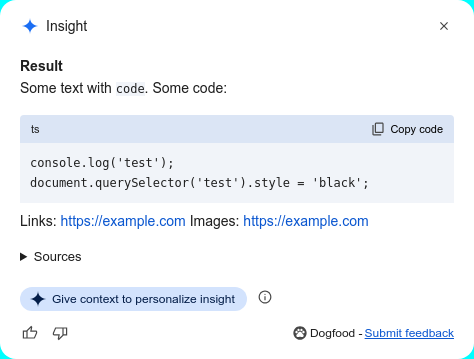 Insight
Result
Some text with code. Some code:
ts Copy code
console.log('test');
document.querySelector('test').style = 'black';
Links: https://example.com Images: https://example.com
Sources
Give context to personalize insight
Dogfood - Submit feedback